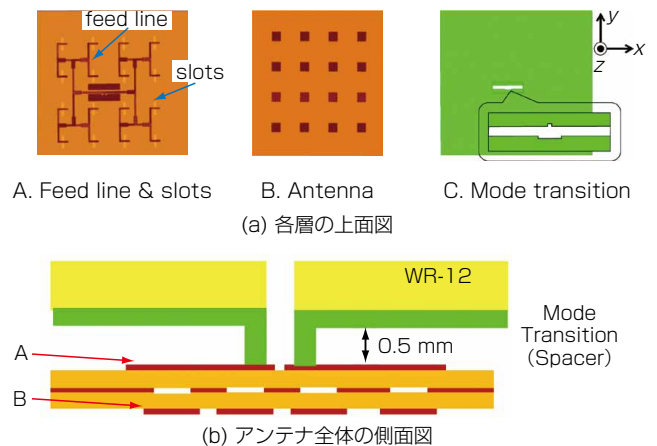 feed line
slots
y
x
z
A. Feed line & slots
B. Antenna
C. Mode transition
(a) 各層の上面図
WR-12
0.5 mm
Mode
Transition
(Spacer)
A
B
(b) アンテナ全体の側面図